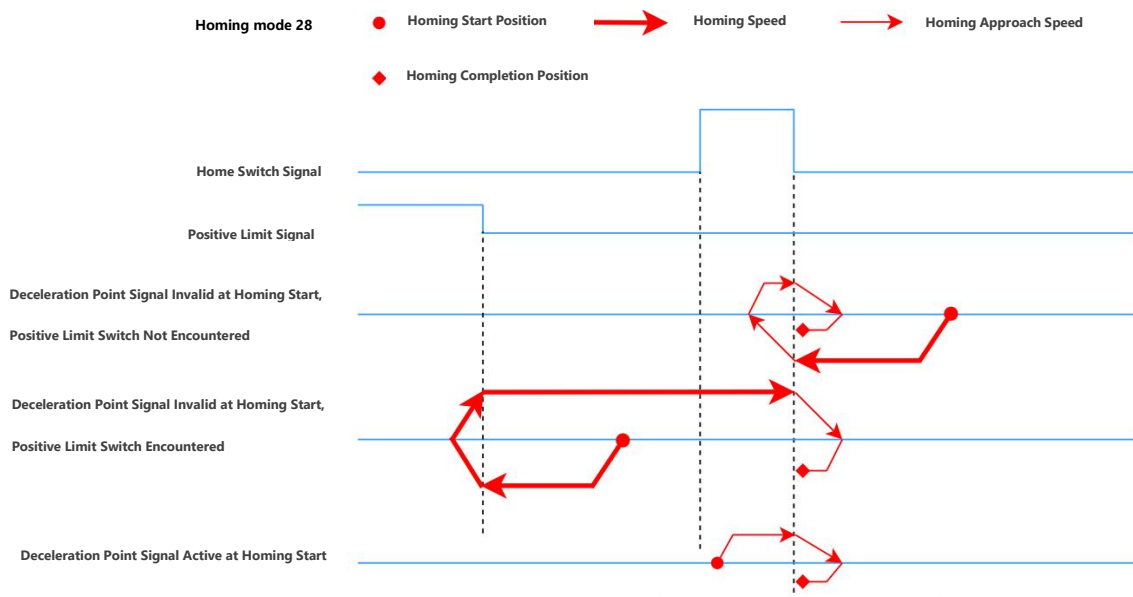 Homing mode 28
Homing Start Position
Homing Speed
Homing Approach Speed
Homing Completion Position
Home Switch Signal
Positive Limit Signal
Deceleration Point Signal Invalid at Homing Start,
Positive Limit Switch Not Encountered
Deceleration Point Signal Invalid at Homing Start,
Positive Limit Switch Encountered
Deceleration Point Signal Active at Homing Start